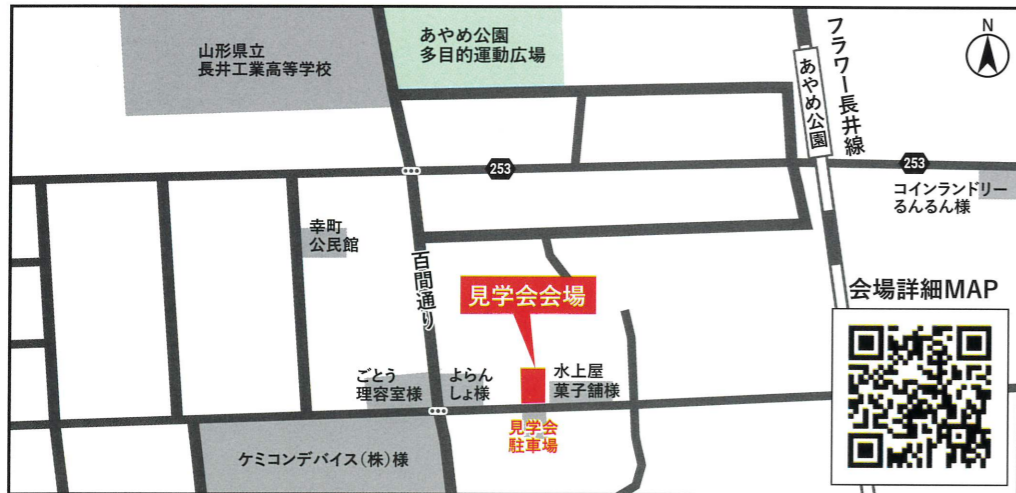 山形県立
長井工業高等学校
あやめ公園
多目的運動広場
フラワー長井線
あやめ公園
N
253
253
コインランドリー
るんるん様
幸町
公民館
百間通り
見学会会場
会場詳細MAP
ごとう
理容室様
よらん
しょ様
水上屋
菓子舗様
見学会
駐車場
ケミコンデバイス(株)様